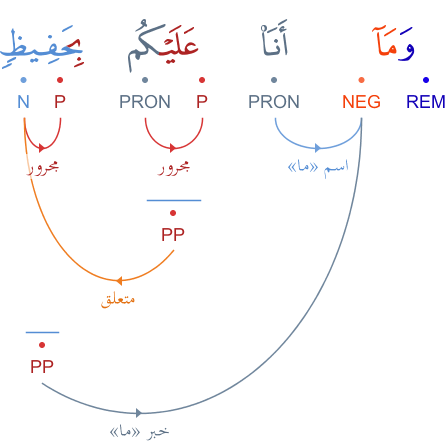 وَمَآ أَنَا۠ عَلَيْكُم بِحَفِيظٍ
REM NEG PRON P PRON P N
اسم «ما» مجرور مجرور
PP
متعلق
PP
خبر «ما»